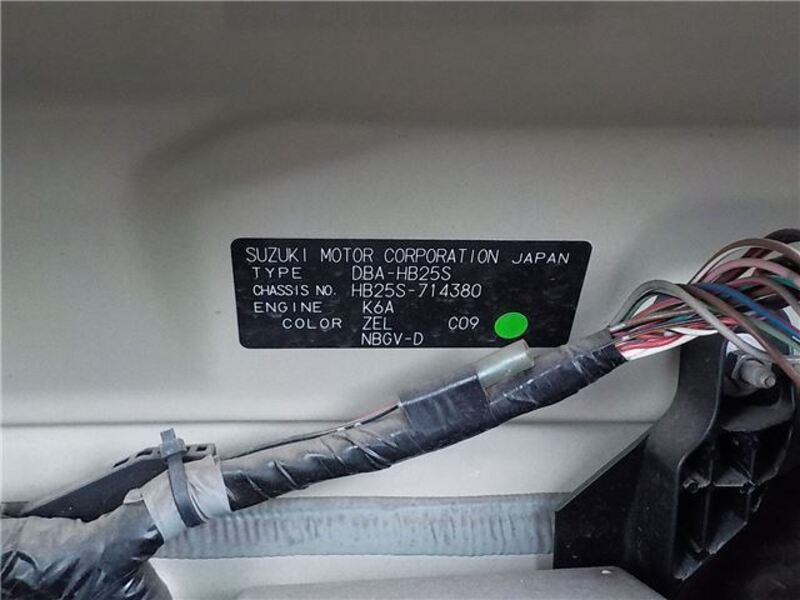 SUZUKI MOTOR CORPORATION JAPAN
TYPE DBA-HB25S
CHASSIS NO. HB25S-714380
ENGINE K6A
COLOR ZEL C09
NBGV-D